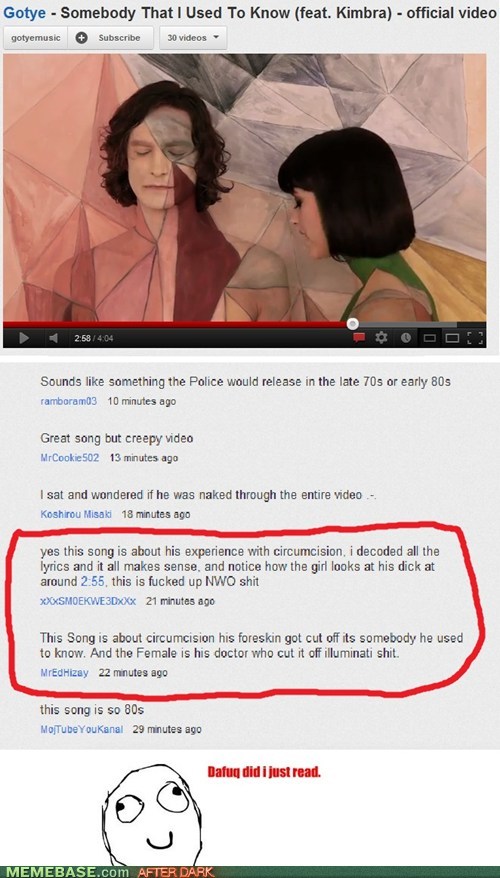 Gotye - Somebody That I Used To Know (feat. Kimbra) - official video
gotyemusic Subscribe 30 videos
2:58 / 4:04
Sounds like something the Police would release in the late 70s or early 80s
ramboram03 10 minutes ago
Great song but creepy video
MrCookie502 13 minutes ago
I sat and wondered if he was naked through the entire video .-.
Koshirou Misaki 18 minutes ago
yes this song is about his experience with circumcision, i decoded all the
lyrics and it all makes sense, and notice how the girl looks at his dick at
around 2:55, this is fucked up NWO shit
xXxSM0EKWE3DxXx 21 minutes ago
This Song is about circumcision his foreskin got cut off its somebody he used
to know. And the Female is his doctor who cut it off illuminati shit.
MrEdHizay 22 minutes ago
this song is so 80s
MojTubeYouKanal 29 minutes ago
Dafuq did i just read.
MEMEBASE.com AFTER DARK